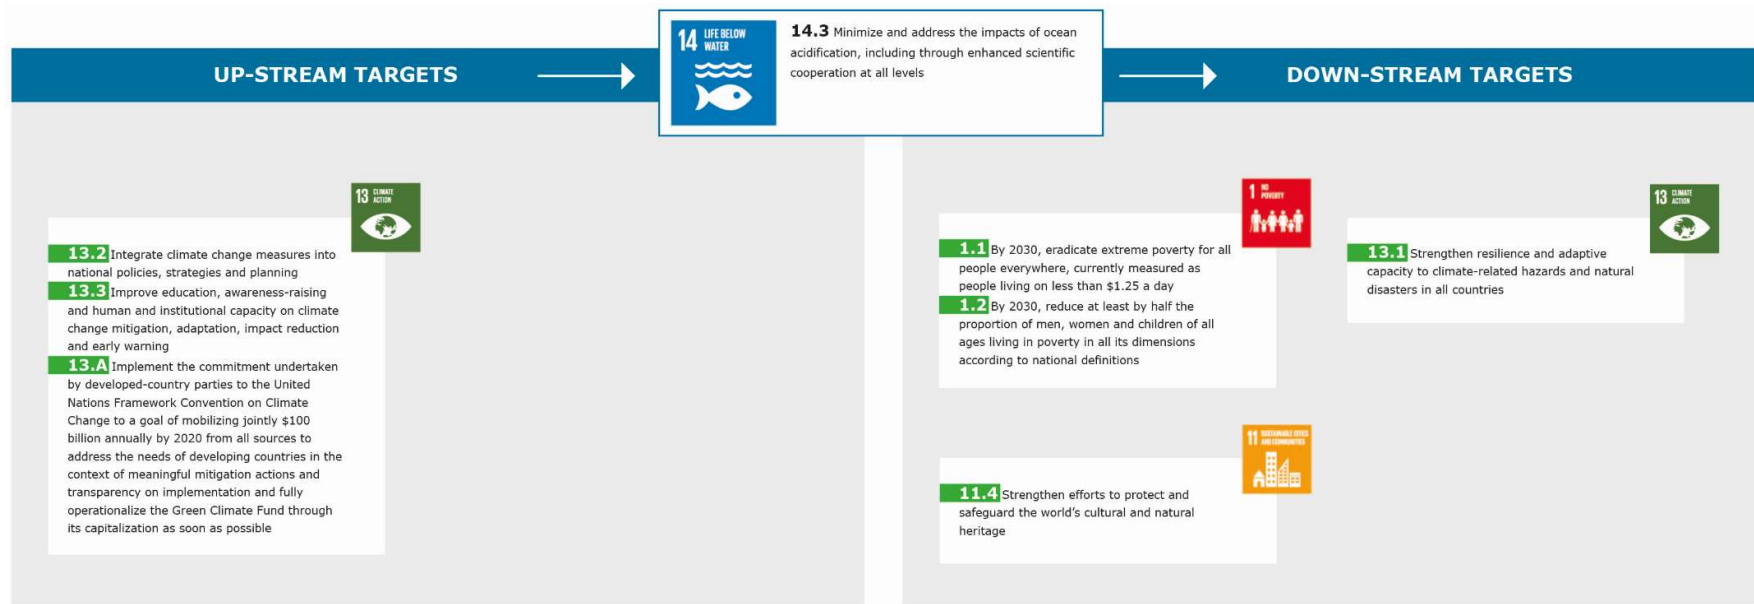 14 LIFE BELOW
WATER
14.3 Minimize and address the impacts of ocean
acidification, including through enhanced scientific
cooperation at all levels
UP-STREAM TARGETS
DOWN-STREAM TARGETS
13 CLIMATE
ACTION
13.2 Integrate climate change measures into
national policies, strategies and planning
13.3 Improve education, awareness-raising
and human and institutional capacity on climate
change mitigation, adaptation, impact reduction
and early warning
13.A Implement the commitment undertaken
by developed-country parties to the United
Nations Framework Convention on Climate
Change to a goal of mobilizing jointly $100
billion annually by 2020 from all sources to
address the needs of developing countries in the
context of meaningful mitigation actions and
transparency on implementation and fully
operationalize the Green Climate Fund through
its capitalization as soon as possible
1 NO
POVERTY
1.1 By 2030, eradicate extreme poverty for all
people everywhere, currently measured as
people living on less than $1.25 a day
1.2 By 2030, reduce at least by half the
proportion of men, women and children of all
ages living in poverty in all its dimensions
according to national definitions
13 CLIMATE
ACTION
13.1 Strengthen resilience and adaptive
capacity to climate-related hazards and natural
disasters in all countries
11 SUSTAINABLE CITIES
AND COMMUNITIES
11.4 Strengthen efforts to protect and
safeguard the world's cultural and natural
heritage